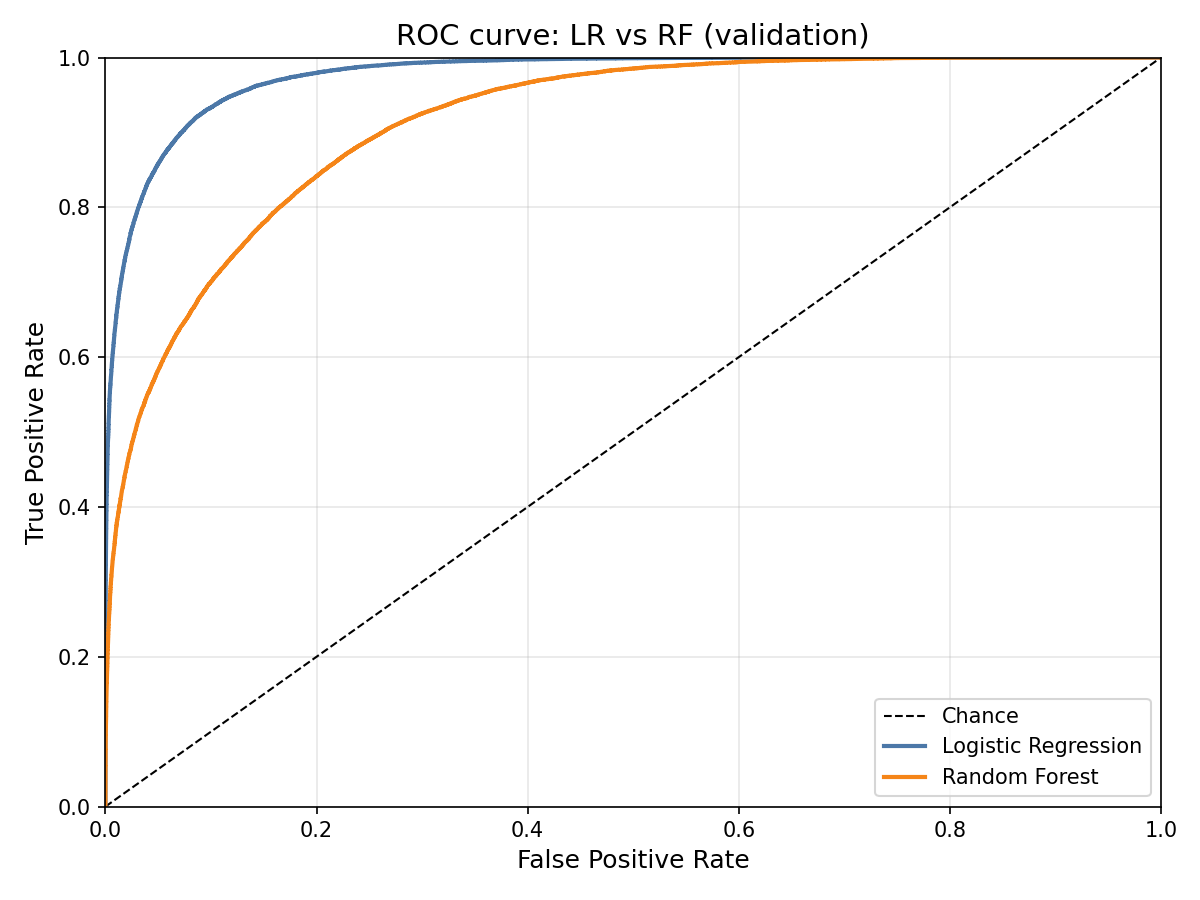 ROC curve: LR vs RF (validation)
True Positive Rate
1.0
0.8
0.6
0.4
0.2
0.0
0.0 0.2 0.4 0.6 0.8 1.0
False Positive Rate
Chance
Logistic Regression
Random Forest